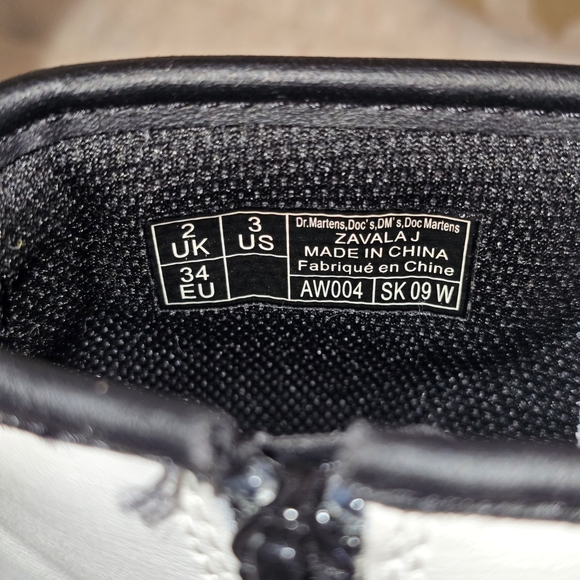 2
UK
3
US
34
EU
Dr.Martens,Doc's,DM's,Doc Martens
ZAVALA J
MADE IN CHINA
Fabriqué en Chine
AW004
SK 09 W